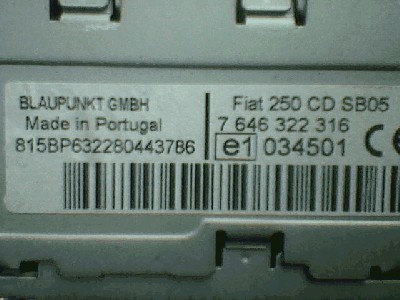 BLAUPUNKT GMBH
Made in Portugal
815BP632280443786
Fiat 250 CD SB05
7 646 322 316
e1 034501 CE